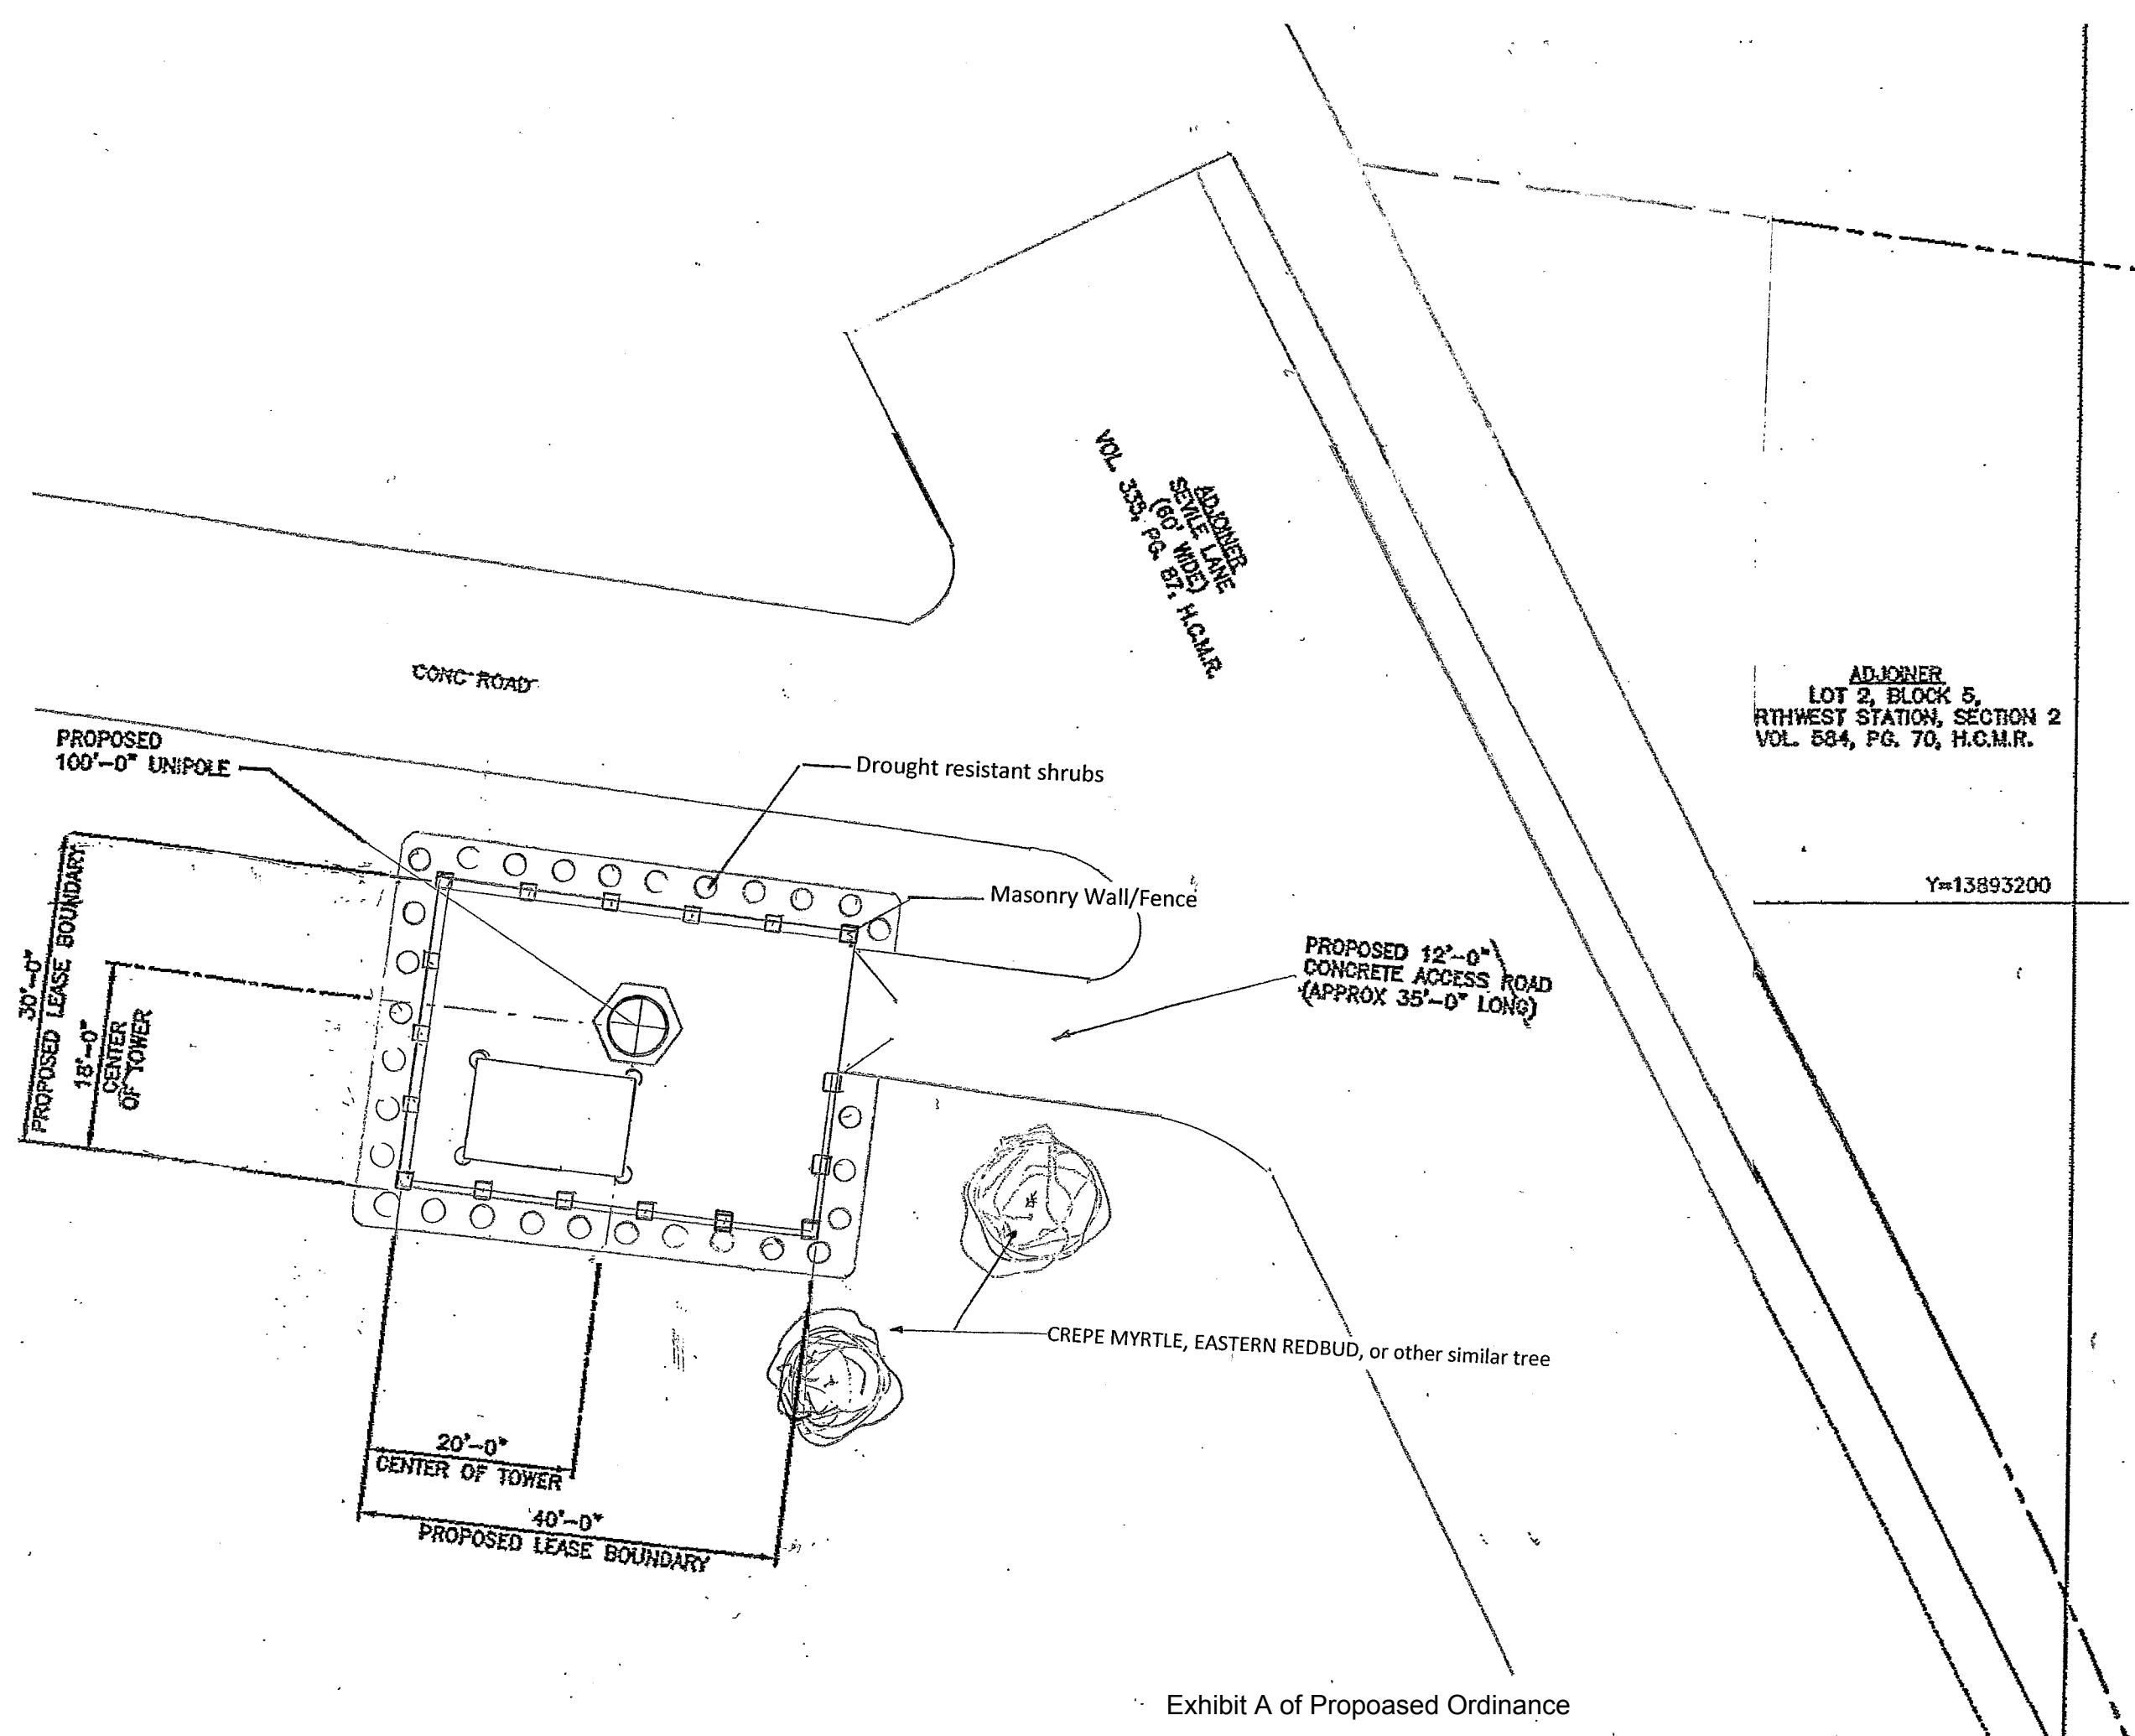 ADJOINER
SEVILE LANE
(60' WIDE)
VOL. 335, PG. 87, H.C.M.R.
CONC ROAD
ADJOINER
LOT 2, BLOCK 5,
RTHWEST STATION, SECTION 2
VOL. 584, PG. 70, H.C.M.R.
PROPOSED
100'-0" UNIPOLE
Drought resistant shrubs
Masonry Wall/Fence
Y=13893200
PROPOSED 12'-0"
CONCRETE ACCESS ROAD
(APPROX 35'-0" LONG)
30'-0"
PROPOSED LEASE BOUNDARY
18'-0"
CENTER
OF TOWER
CREPE MYRTLE, EASTERN REDBUD, or other similar tree
20'-0"
CENTER OF TOWER
40'-0"
PROPOSED LEASE BOUNDARY
Exhibit A of Propoased Ordinance